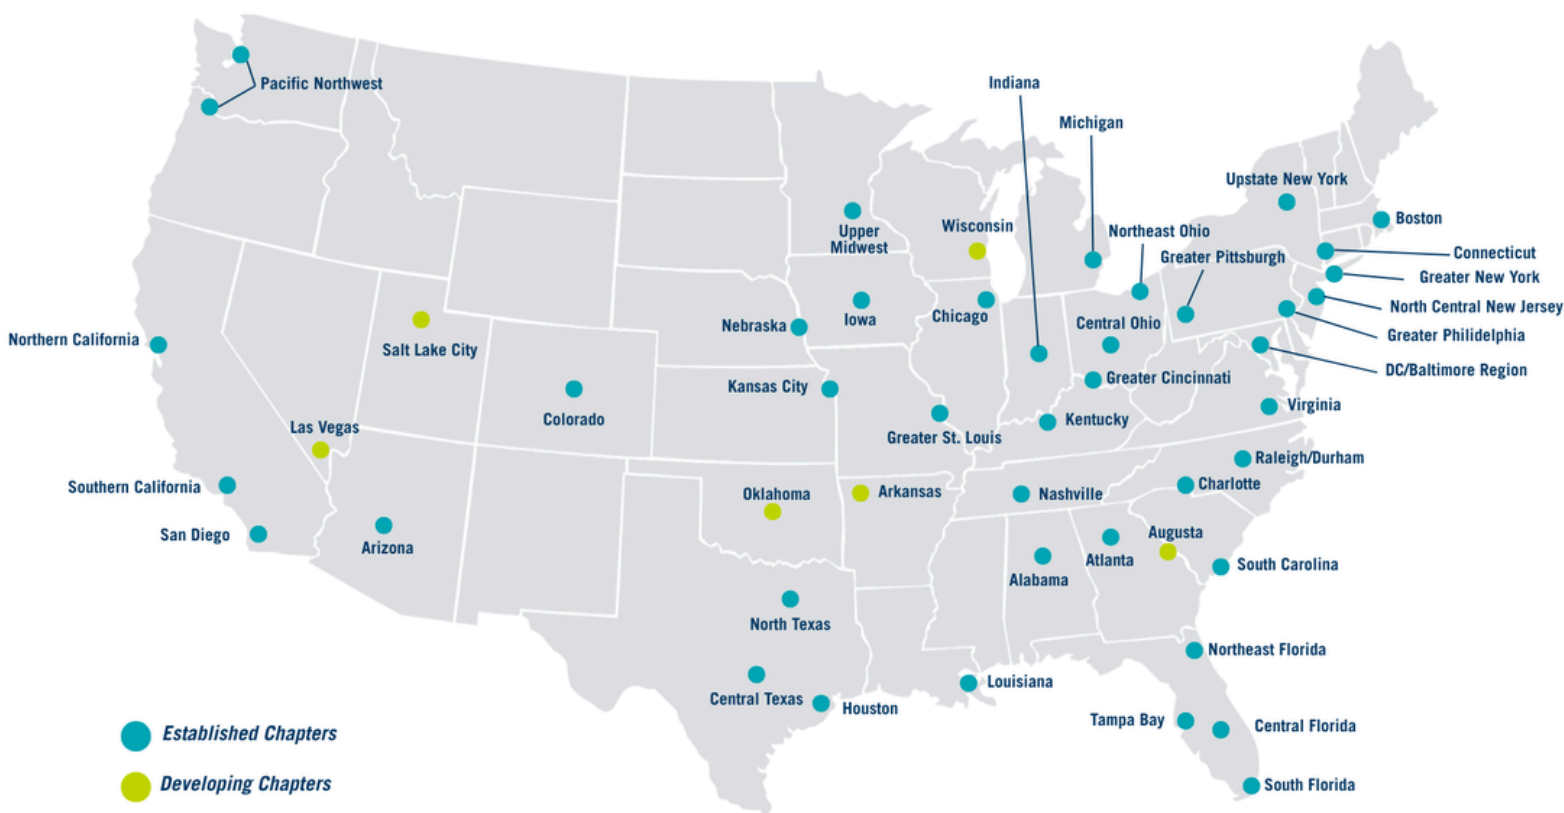 Pacific Northwest
Indiana
Michigan
Upstate New York
Boston
Wisconsin
Upper
Midwest
Northeast Ohio
Greater Pittsburgh
Connecticut
Greater New York
North Central New Jersey
Greater Philidelphia
DC/Baltimore Region
Northern California
Salt Lake City
Nebraska
Iowa
Chicago
Central Ohio
Kansas City
Greater Cincinnati
Colorado
Las Vegas
Greater St. Louis
Kentucky
Virginia
Raleigh/Durham
Southern California
Oklahoma
Arkansas
Nashville
Charlotte
San Diego
Arizona
Augusta
Atlanta
Alabama
South Carolina
North Texas
Northeast Florida
Central Texas
Houston
Louisiana
Tampa Bay
Central Florida
South Florida
Established Chapters
Developing Chapters